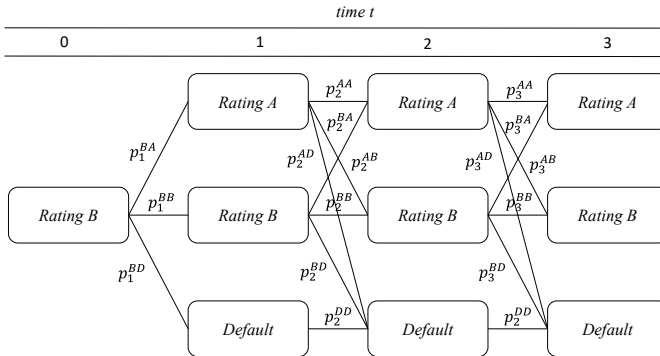 time t
0 1 2 3
Rating A Rating A Rating A
p_2^{AA} p_3^{AA}
p_2^{BA} p_3^{BA}
p_1^{BA} p_2^{AD} p_2^{AB} p_3^{AD} p_3^{AB}
Rating B p_1^{BB} Rating B p_2^{BB} Rating B p_3^{BB} Rating B
p_1^{BD} p_2^{BD} p_3^{BD}
Default p_2^{DD} Default p_2^{DD} Default